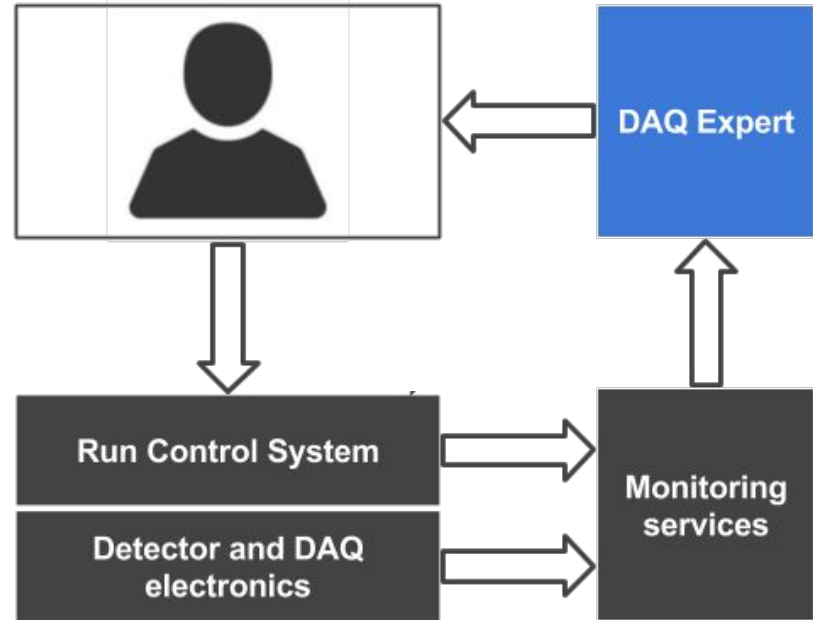 DAQ Expert
Run Control System
Detector and DAQ
electronics
Monitoring
services